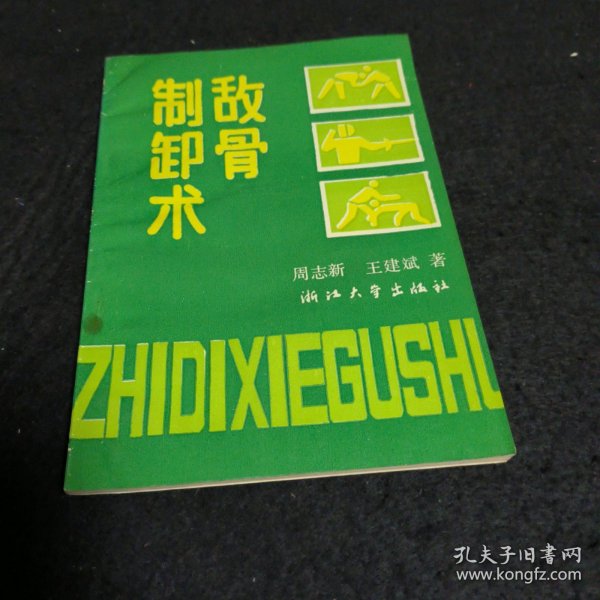 制敌
卸骨
术
周志新 王建斌 著
浙江大学出版社
ZHIDIXIEGUSHU
孔夫子旧书网
www.kongfz.com